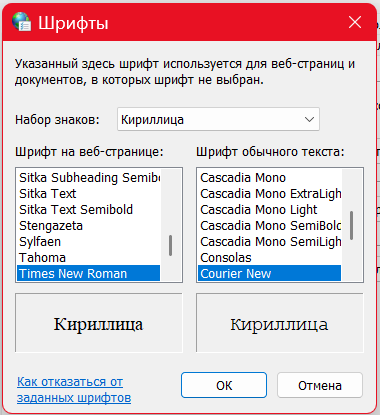 Шрифты
Указанный здесь шрифт используется для веб-страниц и
документов, в которых шрифт не выбран.
Набор знаков: Кириллица
Шрифт на веб-странице: Шрифт обычного текста:
Sitka Subheading Semibo
Sitka Text
Sitka Text Semibold
Stengazeta
Sylfaen
Tahoma
Times New Roman
Cascadia Mono
Cascadia Mono ExtraLigh
Cascadia Mono Light
Cascadia Mono SemiBold
Cascadia Mono SemiLigh
Consolas
Courier New
Кириллица Кириллица
Как отказаться от
заданных шрифтов
ОК Отмена